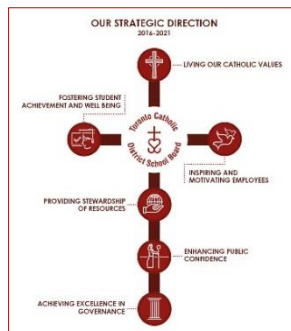 OUR STRATEGIC DIRECTION
2016-2021
LIVING OUR CATHOLIC VALUES
FOSTERING STUDENT
ACHIEVEMENT AND WELL BEING
Toronto Catholic
District School Board
INSPIRING AND
MOTIVATING EMPLOYEES
PROVIDING STEWARDSHIP
OF RESOURCES
ENHANCING PUBLIC
CONFIDENCE
ACHIEVING EXCELLENCE IN
GOVERNANCE